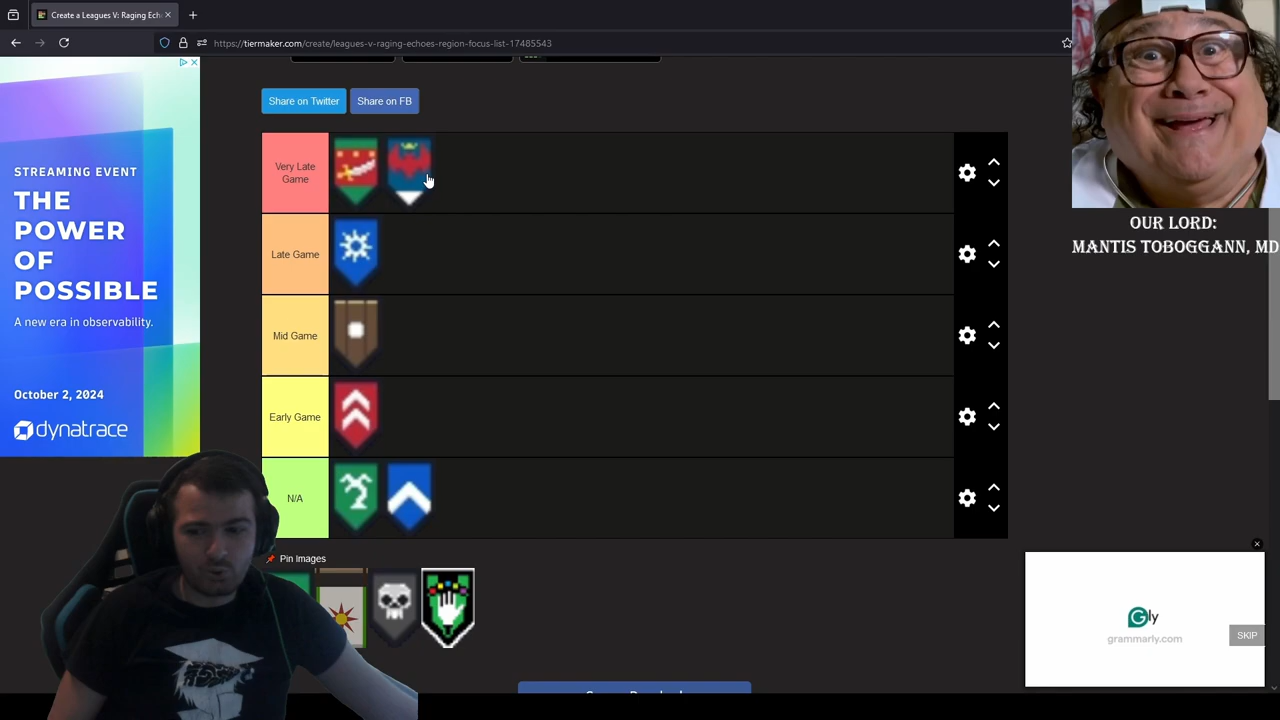 Create a Leagues V: Raging Ech
https://tiermaker.com/create/leagues-v-raging-echoes-region-focus-list-17485543
Share on Twitter
Share on FB
STREAMING EVENT
THE
POWER
OF
POSSIBLE
A new era in observability.
October 2, 2024
dynatrace
Very Late
Game
Late Game
Mid Game
Early Game
N/A
Pin Images
OUR LORD:
MANTIS TOBOGGANN, MD
Gly
grammarly.com
SKIP